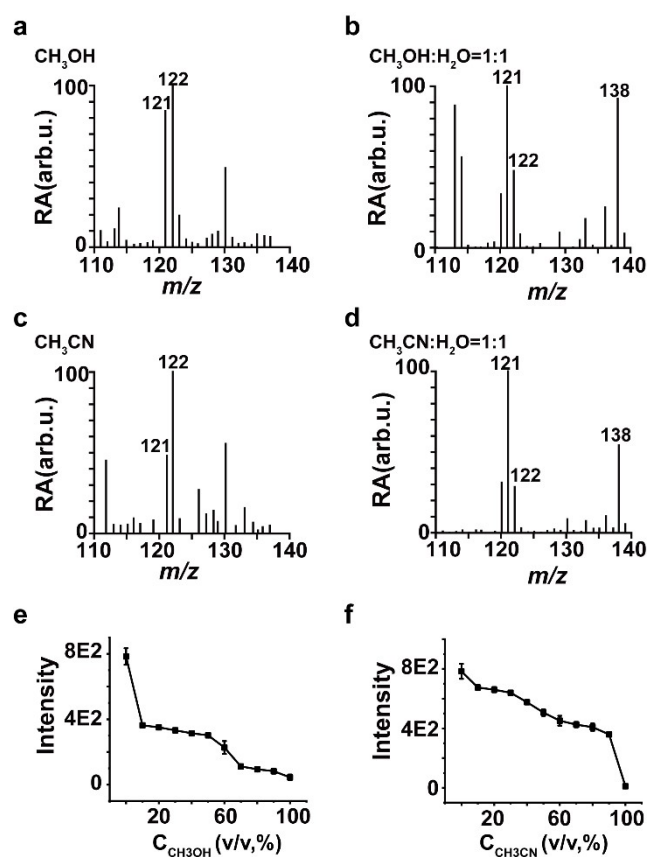 a
CH₃OH
122
121
100
0
RA(arb.u.)
110 120 130 140
m/z
b
CH₃OH:H₂O=1:1
121
138
122
100
0
RA(arb.u.)
110 120 130 140
m/z
c
CH₃CN
122
121
100
0
RA(arb.u.)
110 120 130 140
m/z
d
CH₃CN:H₂O=1:1
121
138
122
100
0
RA(arb.u.)
110 120 130 140
m/z
e
8E2
4E2
0
Intensity
20 60 100
C_CH3OH (v/v,%)
f
8E2
4E2
0
Intensity
20 60 100
C_CH3CN (v/v,%)